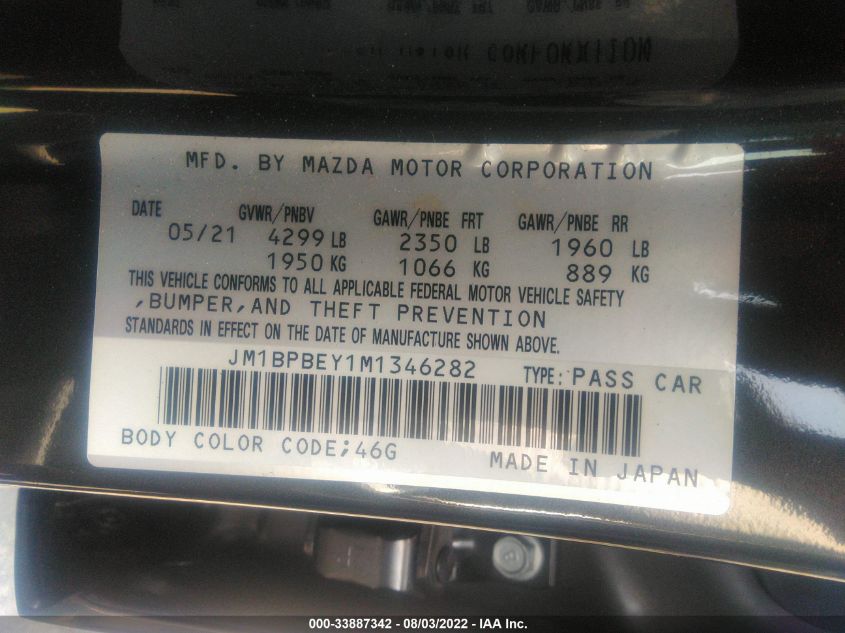 MFD. BY MAZDA MOTOR CORPORATION
DATE GVWR/PNBV GAWR/PNBE FRT GAWR/PNBE RR
05/21 4299 LB 2350 LB 1960 LB
1950 KG 1066 KG 889 KG
THIS VEHICLE CONFORMS TO ALL APPLICABLE FEDERAL MOTOR VEHICLE SAFETY
,BUMPER,AND THEFT PREVENTION
STANDARDS IN EFFECT ON THE DATE OF MANUFACTURE SHOWN ABOVE.
JM1BPBEY1M1346282 TYPE: PASS CAR
BODY COLOR CODE;46G MADE IN JAPAN
000-33887342 - 08/03/2022 - IAA Inc.